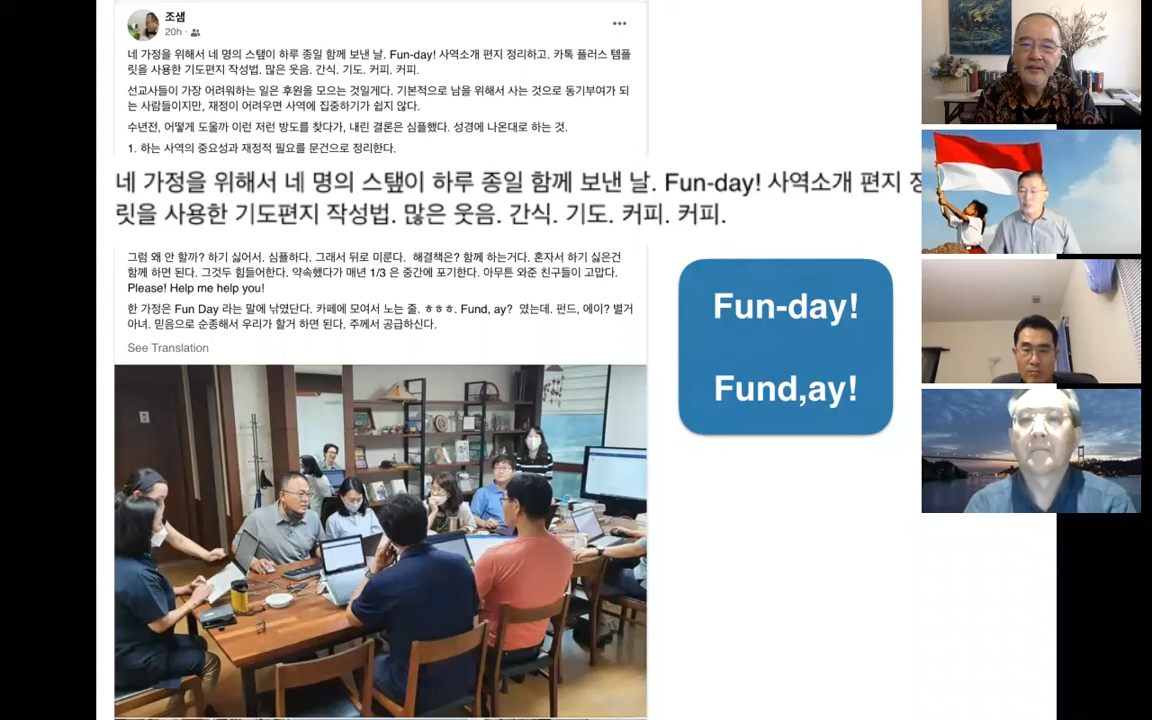 조샘
20h
네 가정을 위해서 네 명의 스탶이 하루 종일 함께 보낸 날. Fun-day! 사역소개 편지 정리하고. 카톡 플러스 템플
릿을 사용한 기도편지 작성법. 많은 웃음. 간식. 기도. 커피. 커피.
선교사들이 가장 어려워하는 일은 후원을 모으는 것일게다. 기본적으로 남을 위해서 사는 것으로 동기부여가 되
는 사람들이지만, 재정이 어려우면 사역에 집중하기가 쉽지 않다.
수년전, 어떻게 도울까 이런 저런 방도를 찾다가, 내린 결론은 심플했다. 성경에 나온대로 하는 것.
1. 하는 사역의 중요성과 재정적 필요를 문건으로 정리한다.
네 가정을 위해서 네 명의 스탶이 하루 종일 함께 보낸 날. Fun-day! 사역소개 편지 정
릿을 사용한 기도편지 작성법. 많은 웃음. 간식. 기도. 커피. 커피.
그럼 왜 안 할까? 하기 싫어서. 심플하다. 그래서 뒤로 미룬다. 해결책은? 함께 하는거다. 혼자서 하기 싫은건
함께 하면 된다. 그것두 힘들어한다. 약속했다가 매년 1/3 은 중간에 포기한다. 아무튼 와준 친구들이 고맙다.
Please! Help me help you!
한 가정은 Fun Day 라는 말에 낚였단다. 카페에 모여서 노는 줄. ㅎㅎㅎ. Fund, ay? 였는데. 펀드, 에이? 별거
아녀. 믿음으로 순종해서 우리가 할거 하면 된다. 주께서 공급하신다.
See Translation
Fun-day!
Fund,ay!